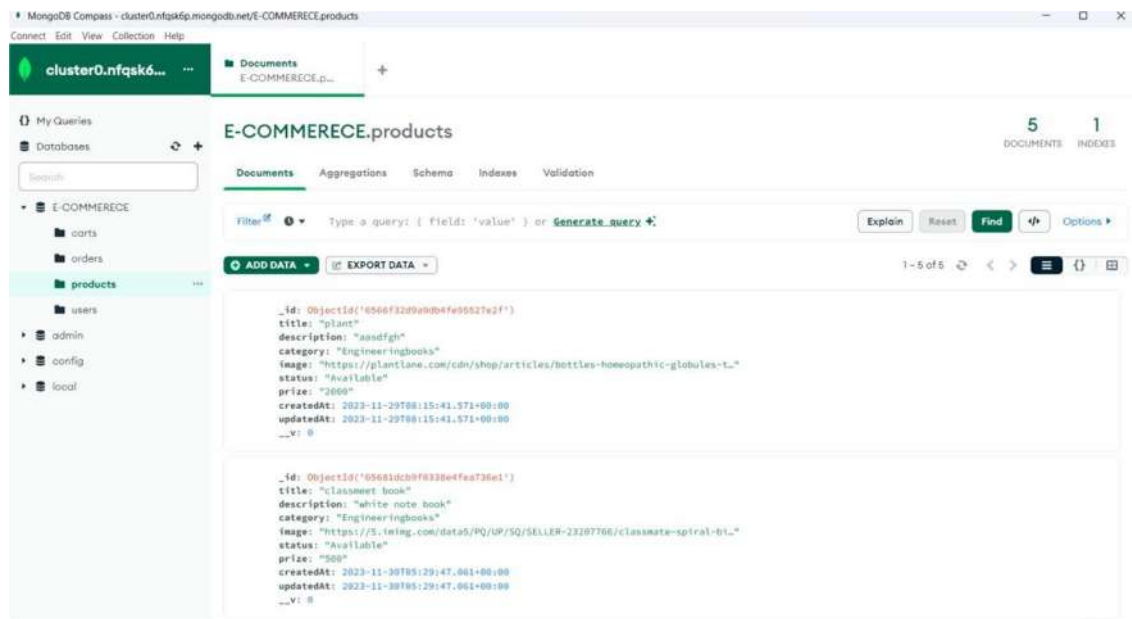 MongoDB Compass - cluster0.nfqsk6p.mongodb.net/E-COMMERECE.products
Connect Edit View Collection Help
cluster0.nfqsk6... ...
Documents
E-COMMERECE.p...
+
{} My Queries
Databases
Search
E-COMMERECE
carts
orders
products ...
users
admin
config
local
E-COMMERECE.products
5 DOCUMENTS
1 INDEXES
Documents Aggregations Schema Indexes Validation
Filter Type a query: { field: 'value' } or Generate query
Explain Reset Find </> Options
ADD DATA EXPORT DATA 1-5 of 5 {}
_id: ObjectId('
title: "plant"
description: "aasdfgh"
category: "Engineeringbooks"
image: "https://plantlane.com/cdn/shop/articles/bottles-homeopathic-globules-t…"
status: "Available"
prize: "2000"
createdAt: 2023-11-29T08:15:41.571+00:00
updatedAt: 2023-11-29T08:15:41.571+00:00
__v: 0
_id: ObjectId('
title: "classmeet book"
description: "white note book"
category: "Engineeringbooks"
image: "https://5.imimg.com/data5/PQ/UP/SQ/SELLER-23207766/classmate-spiral-bi…"
status: "Available"
prize: "500"
createdAt: 2023-11-30T05:29:47.061+00:00
updatedAt: 2023-11-30T05:29:47.061+00:00
__v: 0